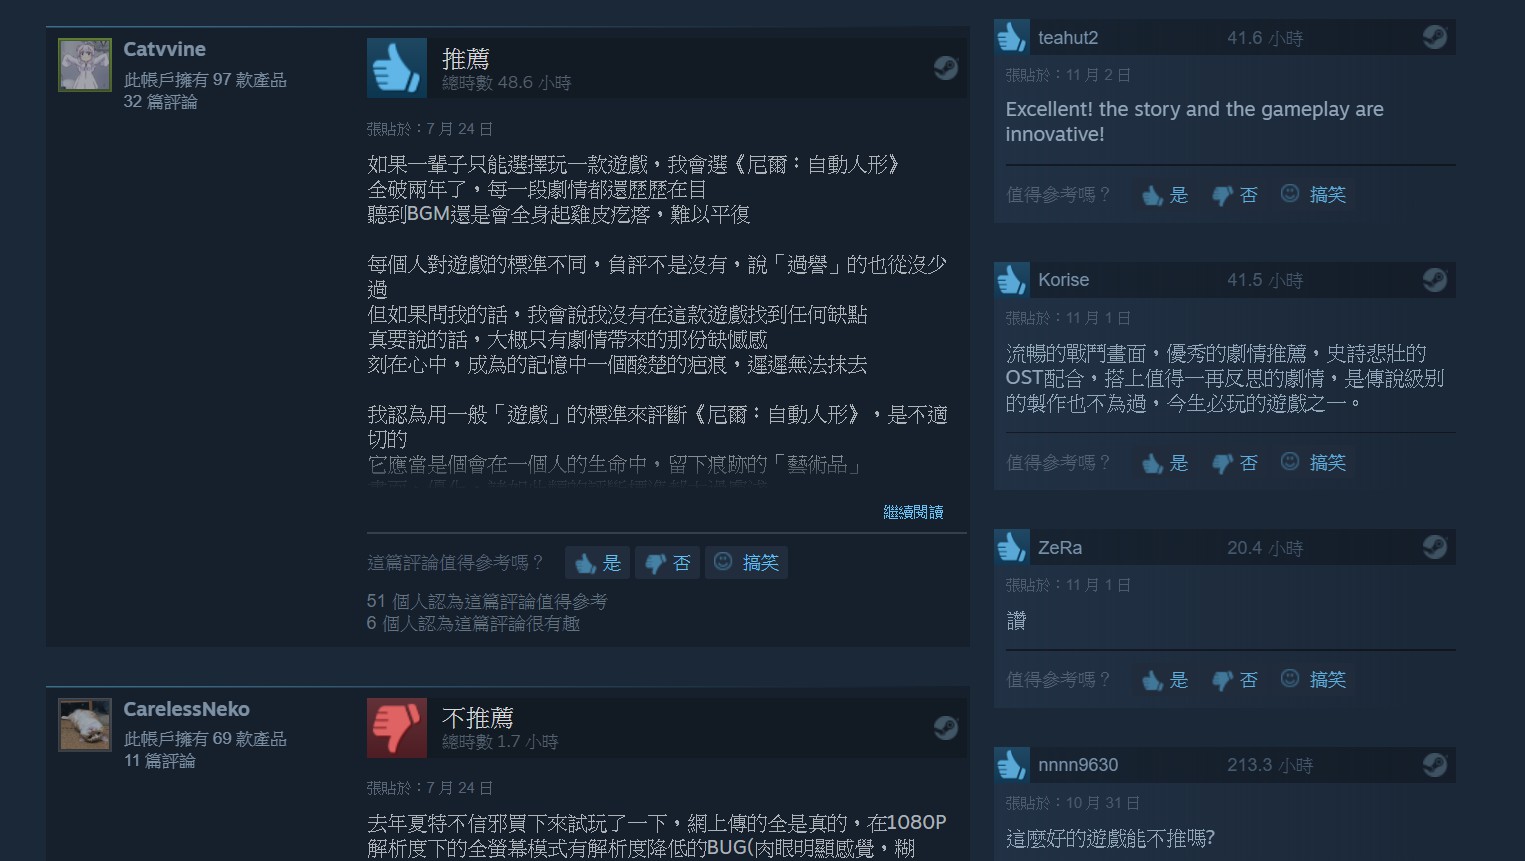 Catvvine
此帳戶擁有 97 款產品
32 篇評論
推薦
總時數 48.6 小時
張貼於：7 月 24 日
如果一輩子只能選擇玩一款遊戲，我會選《尼爾：自動人形》
全破兩年了，每一段劇情都還歷歷在目
聽到BGM還是會全身起雞皮疙瘩，難以平復
每個人對遊戲的標準不同，負評不是沒有，說「過譽」的也從沒少
過
但如果問我的話，我會說我沒有在這款遊戲找到任何缺點
真要說的話，大概只有劇情帶來的那份缺憾感
刻在心中，成為的記憶中一個酸楚的疤痕，遲遲無法抹去
我認為用一般「遊戲」的標準來評斷《尼爾：自動人形》，是不適
切的
它應當是個會在一個人的生命中，留下痕跡的「藝術品」
繼續閱讀
這篇評論值得參考嗎？ 是 否 搞笑
51 個人認為這篇評論值得參考
6 個人認為這篇評論很有趣
CarelessNeko
此帳戶擁有 69 款產品
11 篇評論
不推薦
總時數 1.7 小時
張貼於：7 月 24 日
去年夏特不信邪買下來試玩了一下，網上傳的全是真的，在1080P
解析度下的全螢幕模式有解析度降低的BUG(肉眼明顯感覺，糊
teahut2 41.6 小時
張貼於：11 月 2 日
Excellent! the story and the gameplay are
innovative!
值得參考嗎？ 是 否 搞笑
Korise 41.5 小時
張貼於：11 月 1 日
流暢的戰鬥畫面，優秀的劇情推薦，史詩悲壯的
OST配合，搭上值得一再反思的劇情，是傳說級別
的製作也不為過，今生必玩的遊戲之一。
值得參考嗎？ 是 否 搞笑
ZeRa 20.4 小時
張貼於：11 月 1 日
讚
值得參考嗎？ 是 否 搞笑
nnnn9630 213.3 小時
張貼於：10 月 31 日
這麼好的遊戲能不推嗎?